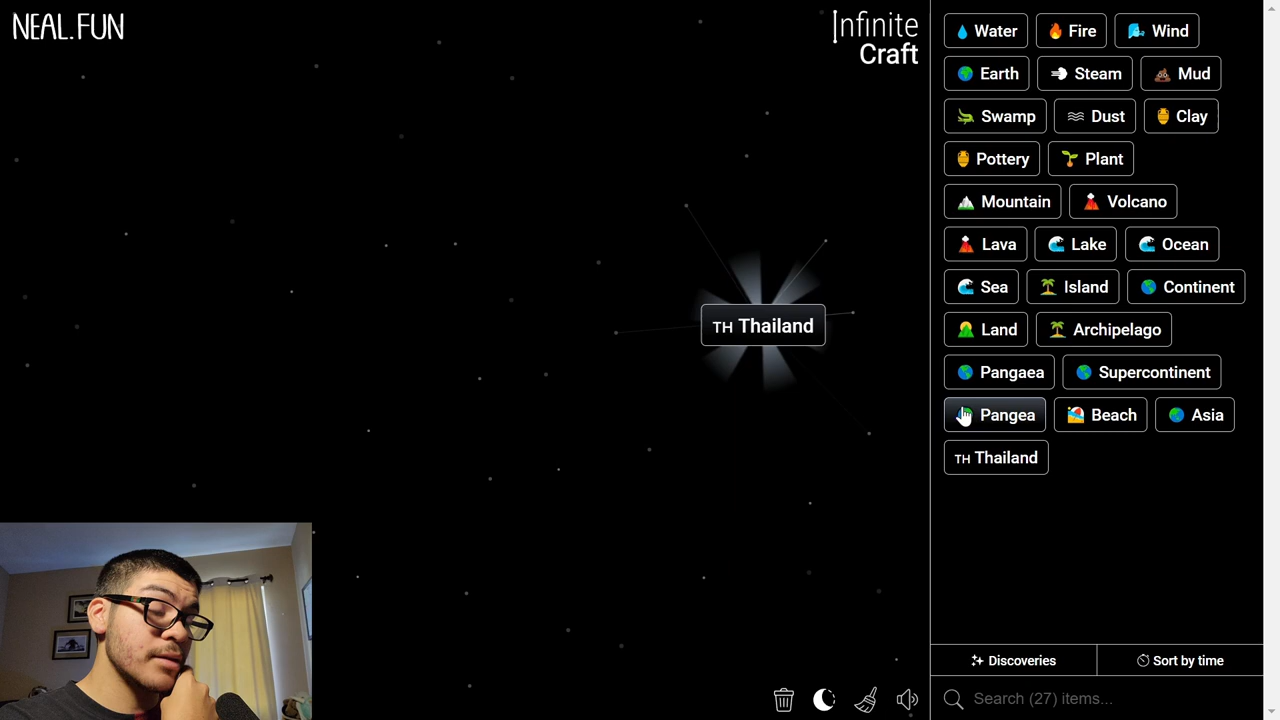 NEAL.FUN
Infinite
Craft
TH Thailand
Water
Fire
Wind
Earth
Steam
Mud
Swamp
Dust
Clay
Pottery
Plant
Mountain
Volcano
Lava
Lake
Ocean
Sea
Island
Continent
Land
Archipelago
Pangaea
Supercontinent
Pangea
Beach
Asia
TH Thailand
Discoveries
Sort by time
Search (27) items...